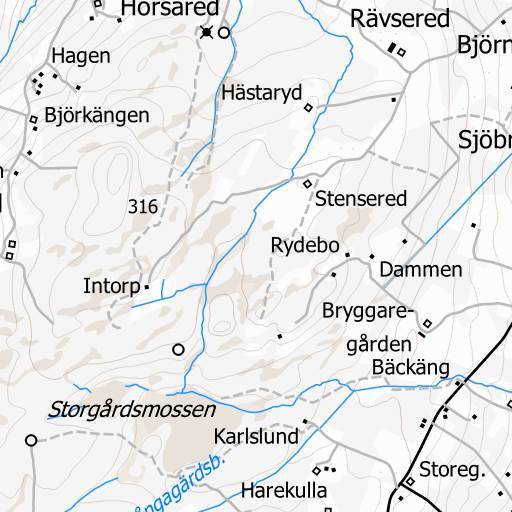 Horsared
Rävsered
Hagen
Björn
Hästaryd
Björkängen
Sjöbr
316
Stensered
Rydebo
Dammen
Intorp
Bryggare-
gården
Bäckäng
Storgårdsmossen
Karlslund
Storeg.
Harekulla
ångagärdsb.